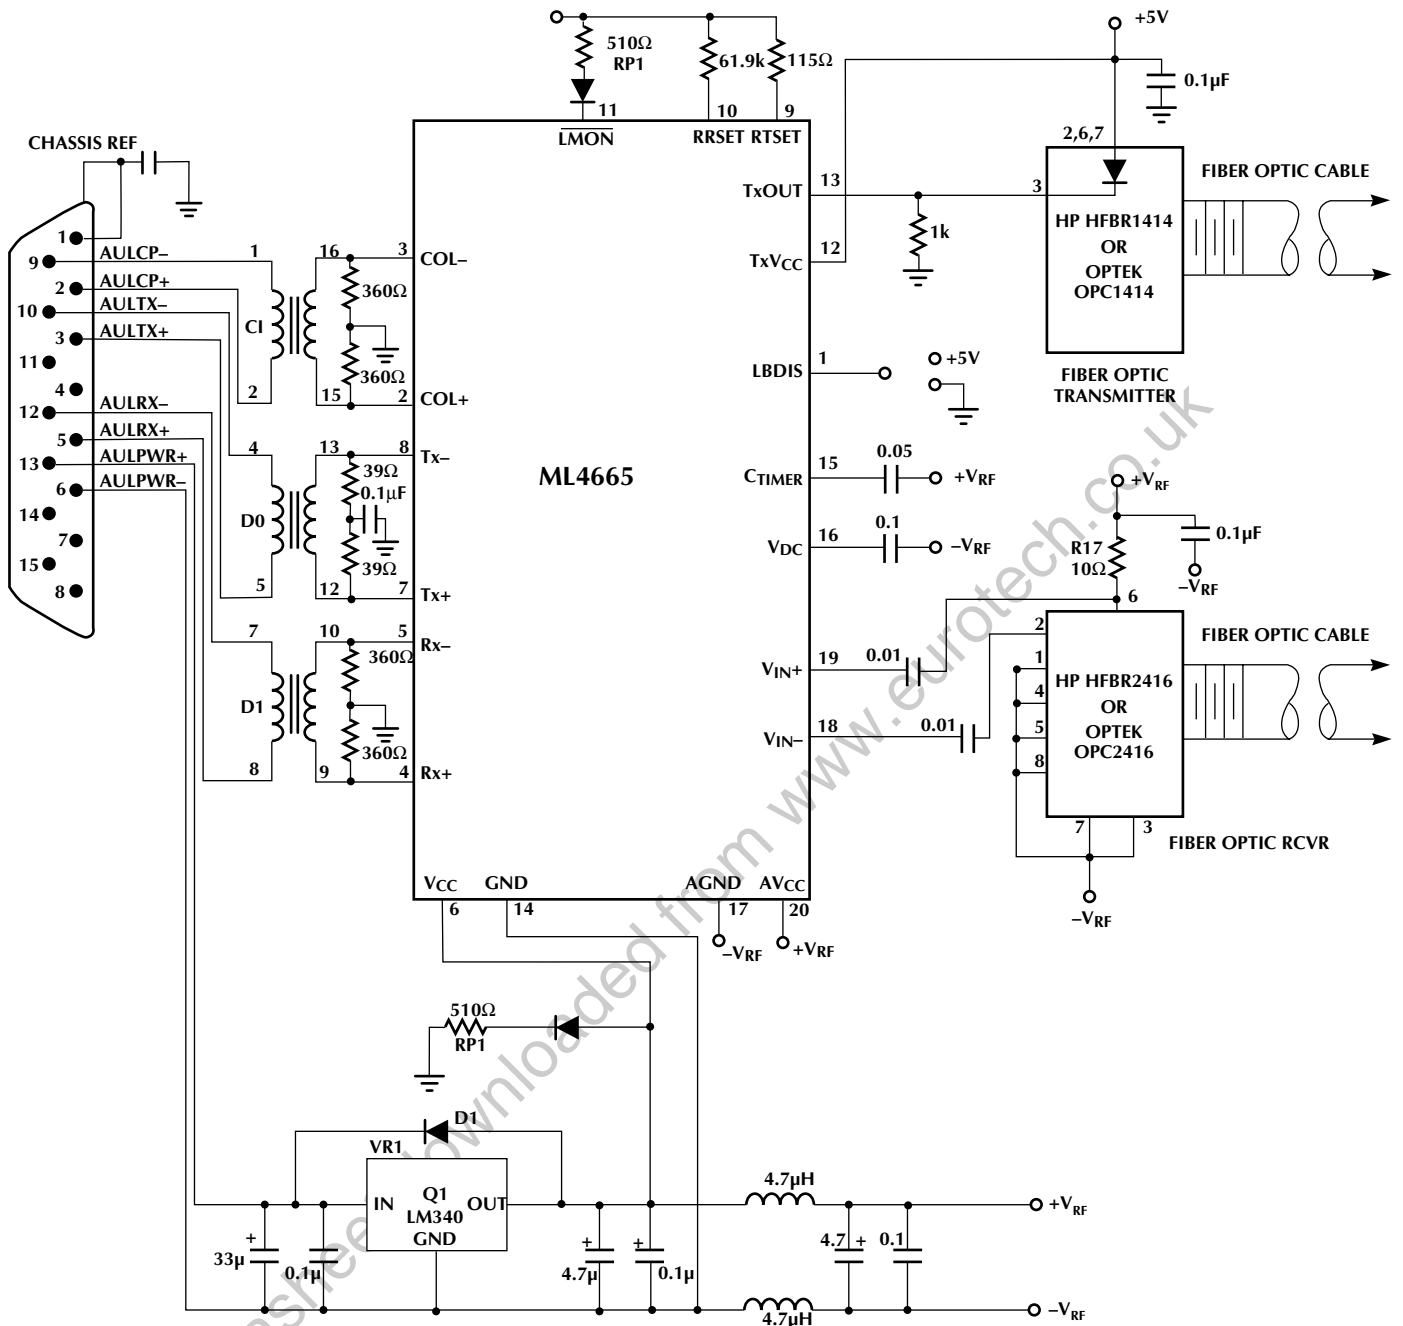 +5V
510Ω
RP1
61.9k
115Ω
0.1µF
11
10
9
LMON
RRSET RTSET
CHASSIS REF
2,6,7
FIBER OPTIC CABLE
TxOUT
13
3
HP HFBR1414
OR
OPTEK
OPC1414
1k
TxVCC
12
FIBER OPTIC
TRANSMITTER
1
9
2
10
3
11
4
12
5
13
6
14
7
15
8
AULCP–
AULCP+
AULTX–
AULTX+
AULRX–
AULRX+
AULPWR+
AULPWR–
1
16
3
COL–
360Ω
CI
360Ω
2
15
2
COL+
4
13
8
Tx–
39Ω
0.1µF
D0
39Ω
5
12
7
Tx+
7
10
5
Rx–
360Ω
D1
360Ω
8
9
4
Rx+
ML4665
LBDIS
1
+5V
CTIMER
15
0.05
+VRF
VDC
16
0.1
–VRF
+VRF
R17
10Ω
0.1µF
–VRF
6
VIN+
19
0.01
VIN–
18
0.01
2
1
4
5
8
HP HFBR2416
OR
OPTEK
OPC2416
7
3
FIBER OPTIC CABLE
FIBER OPTIC RCVR
–VRF
VCC
GND
AGND
AVCC
6
14
17
20
–VRF
+VRF
510Ω
RP1
D1
VR1
IN
Q1
LM340
GND
OUT
+
33µ
0.1µ
+
4.7µ
+
0.1µ
4.7µH
4.7
+
0.1
+VRF
4.7µH
–VRF
downloaded from www.eurotech.co.uk